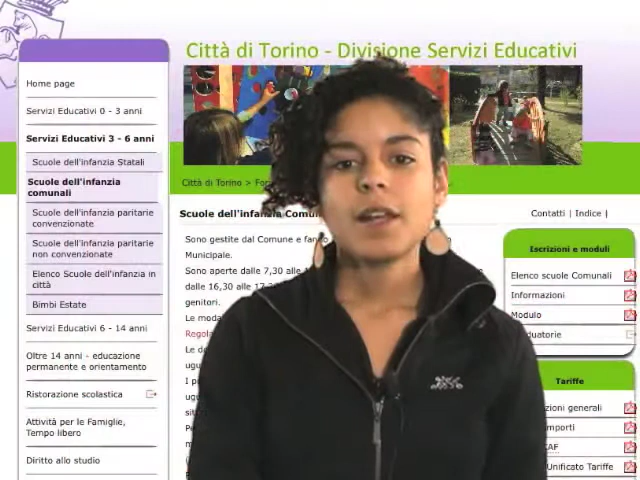 Città di Torino - Divisione Servizi Educativi
Home page
Servizi Educativi 0 - 3 anni
Servizi Educativi 3 - 6 anni
Scuole dell'infanzia Statali
Scuole dell'infanzia
comunali
Scuole dell'infanzia paritarie
convenzionate
Scuole dell'infanzia paritarie
non convenzionate
Elenco Scuole dell'infanzia in
città
Bimbi Estate
Servizi Educativi 6 - 14 anni
Oltre 14 anni - educazione
permanente e orientamento
Ristorazione scolastica
Attività per le Famiglie,
Tempo libero
Diritto allo studio
Città di Torino >
Scuole dell'infanzia
Sono gestite dal Comune e
Municipale.
Sono aperte dalle 7,30 alle
dalle 16,30 alle
genitori.
Le
I
Contatti | Indice |
Iscrizioni e moduli
Elenco scuole Comunali
Informazioni
Modulo
Tariffe
generali
CAF
Unificato Tariffe